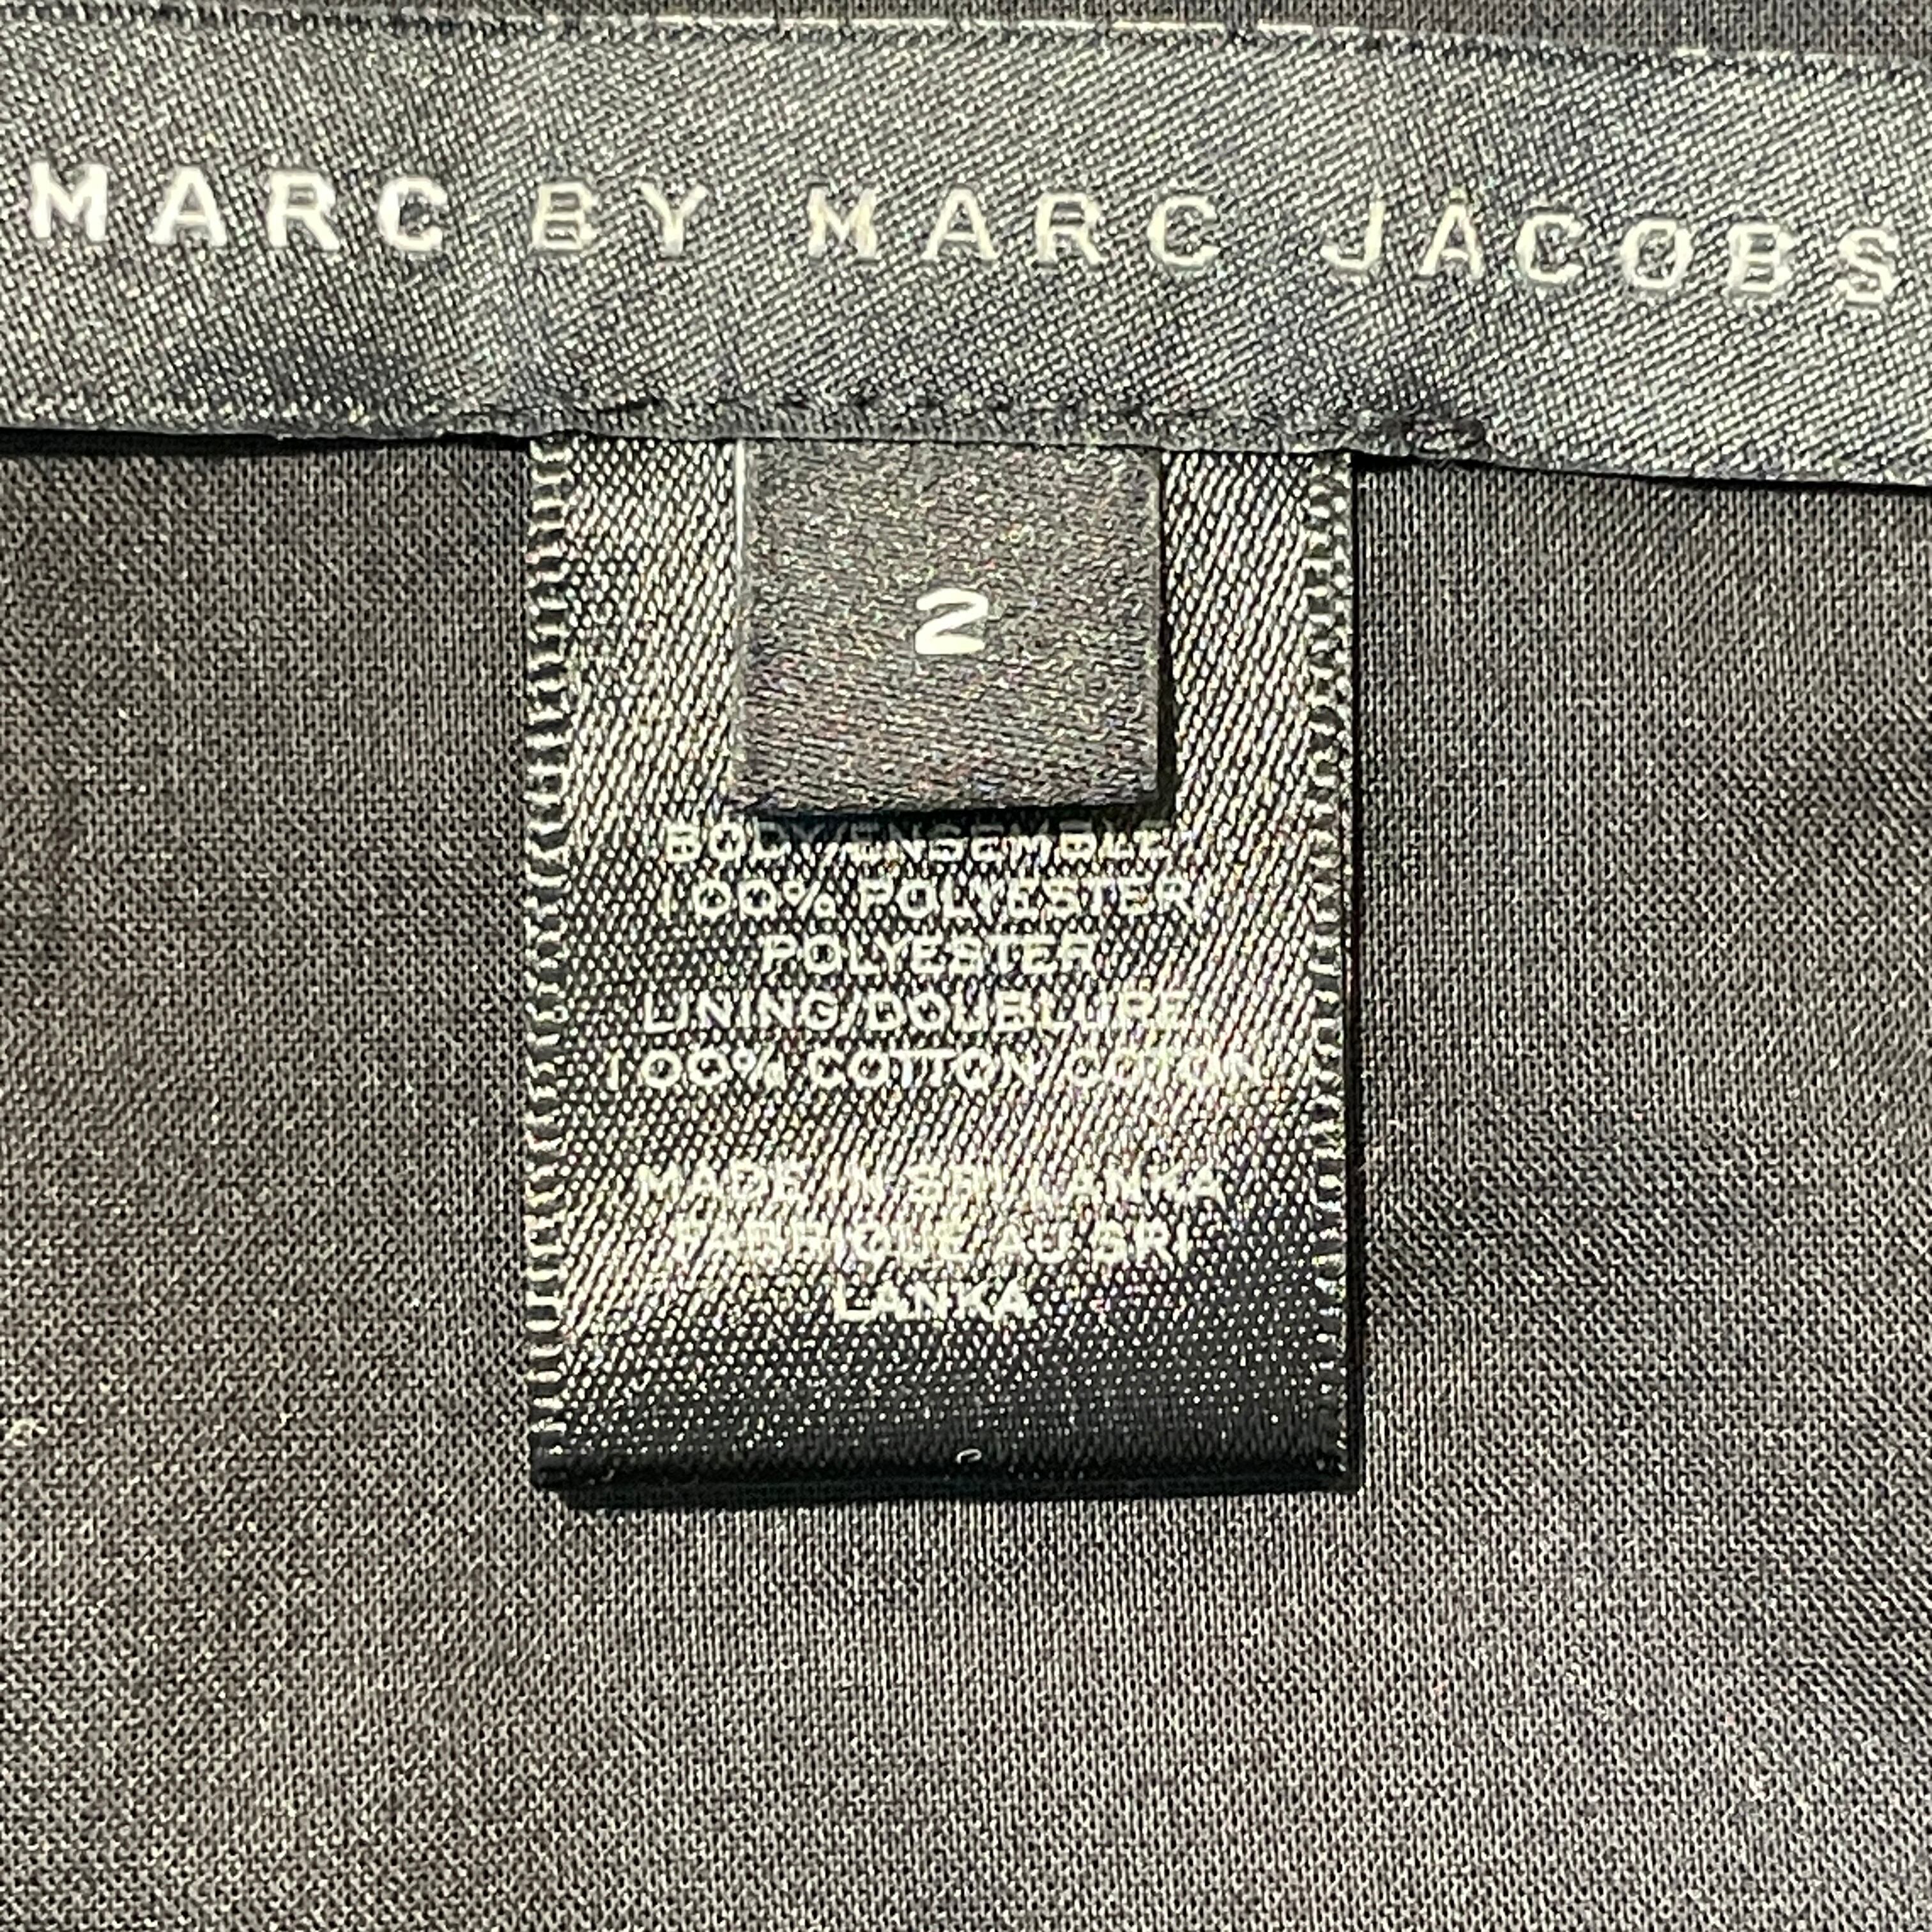 MARC BY MARC JACOBS
2
BODY/ENSEMBLE:
100% POLYESTER/
POLYESTER
LINING/DOUBLURE:
100% COTTON/COTON
MADE IN SRI LANKA
FABRIQUE AU SRI
LANKA